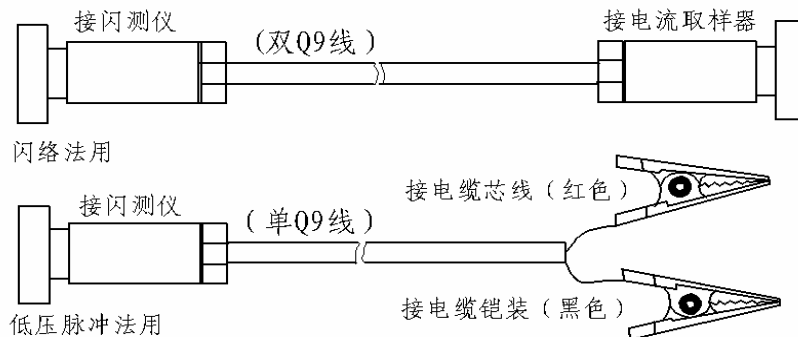 接闪测仪
(双Q9线)
接电流取样器
闪络法用
接电缆芯线(红色)
接闪测仪
(单Q9线)
接电缆铠装(黑色)
低压脉冲法用